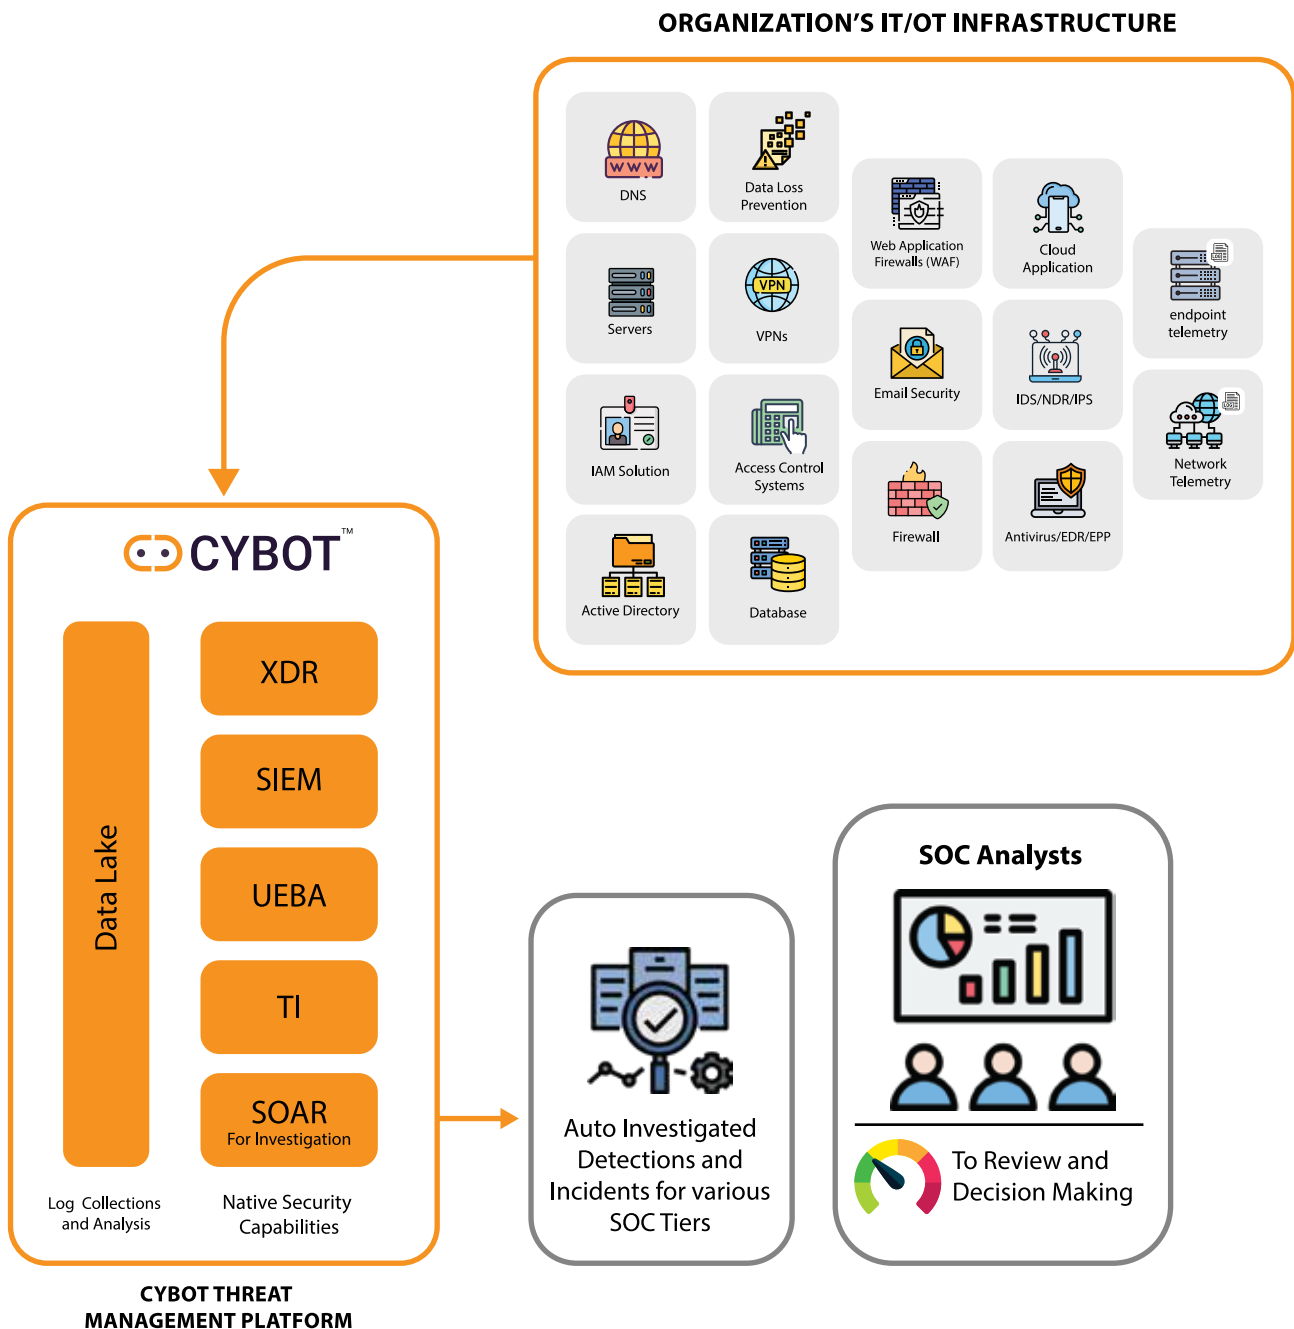 ORGANIZATION'S IT/OT INFRASTRUCTURE
WWW
DNS
Data Loss
Prevention
Web Application
Firewalls (WAF)
Cloud
Application
Servers
VPN
VPNs
LOG
endpoint
telemetry
Email Security
IDS/NDR/IPS
IAM Solution
Access Control
Systems
LOG
Network
Telemetry
Firewall
Antivirus/EDR/EPP
Active Directory
Database
CYBOT™
Data Lake
XDR
SIEM
UEBA
TI
SOAR
For Investigation
Log Collections
and Analysis
Native Security
Capabilities
CYBOT THREAT
MANAGEMENT PLATFORM
Auto Investigated
Detections and
Incidents for various
SOC Tiers
SOC Analysts
To Review and
Decision Making